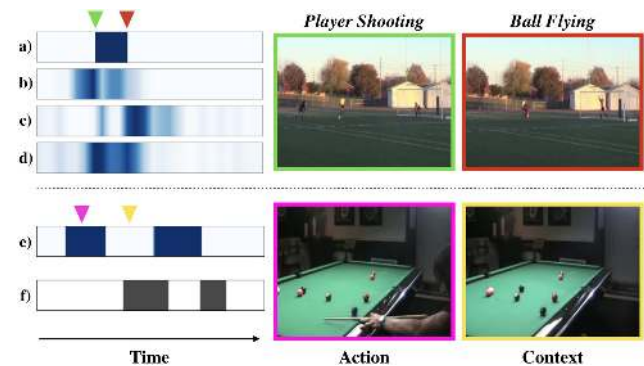 Player Shooting
Ball Flying
a)
b)
c)
d)
e)
f)
Time
Action
Context